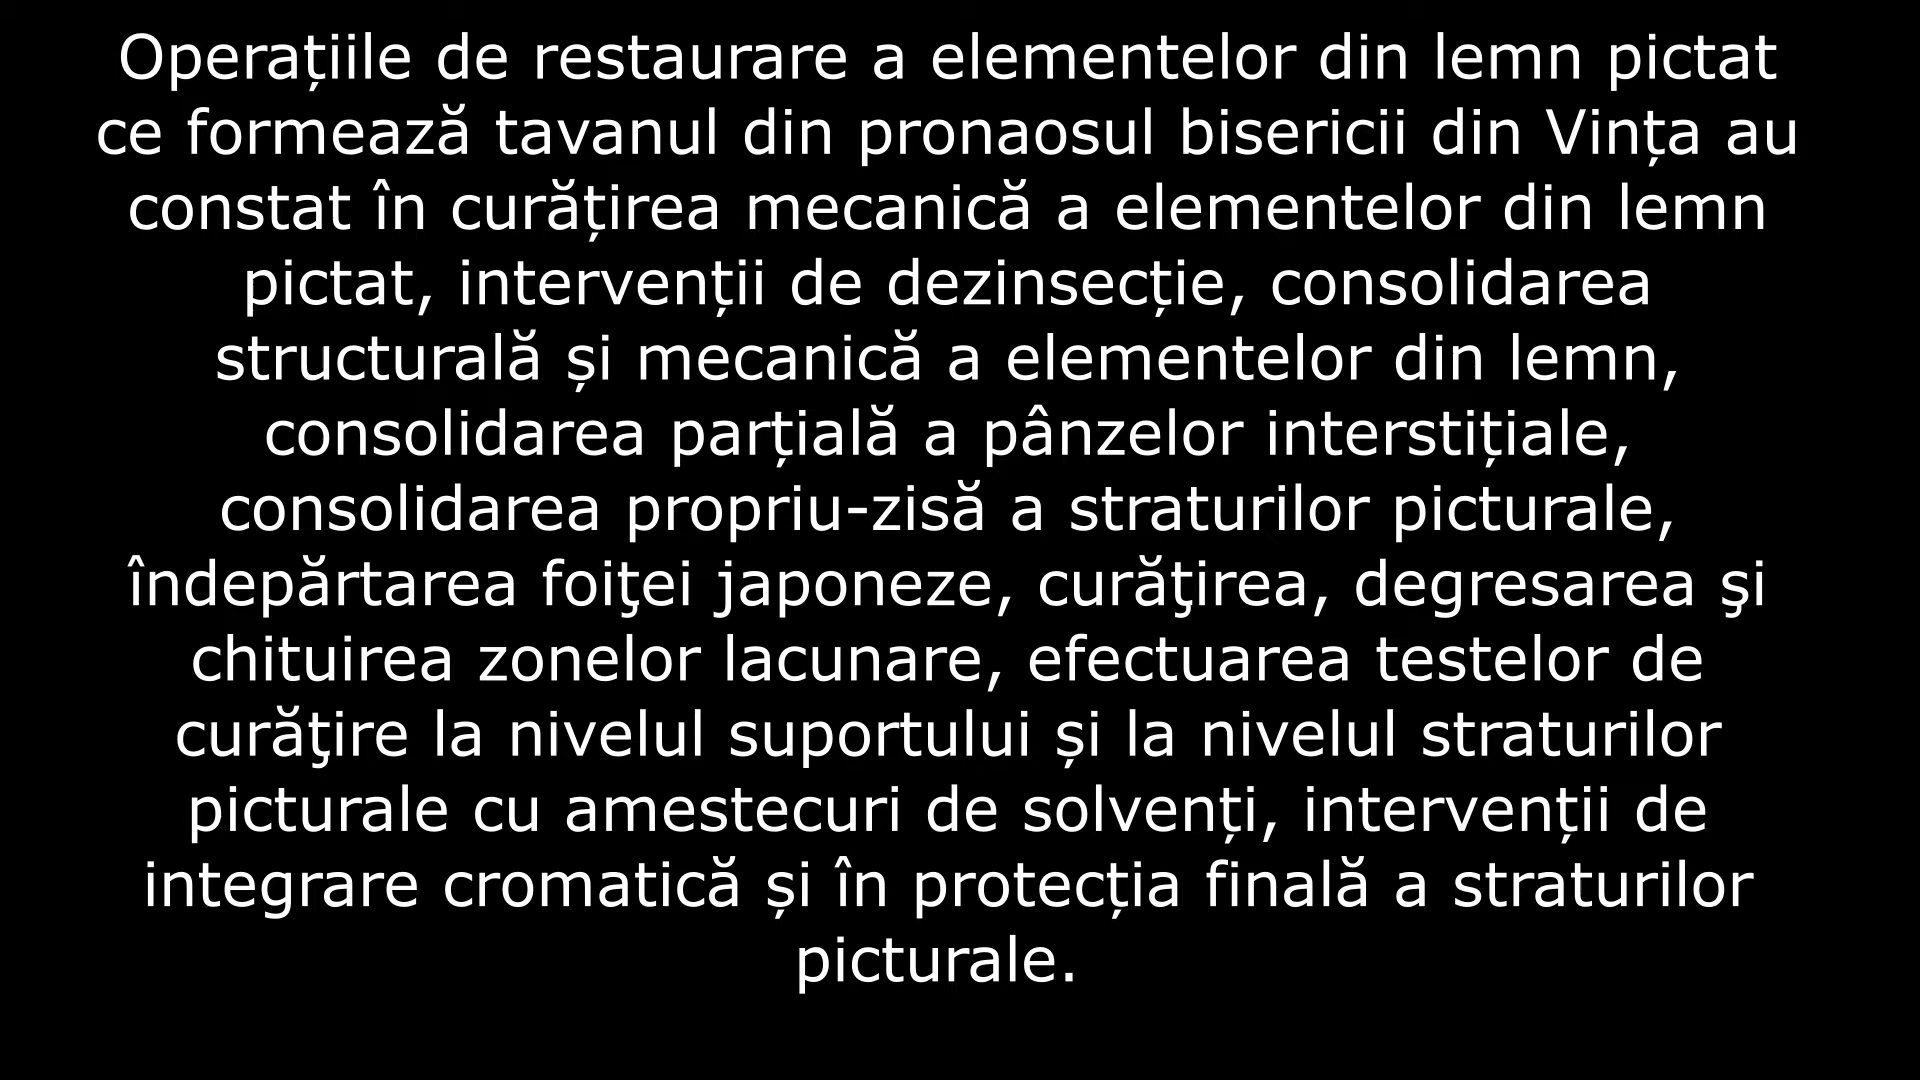 Operațiile de restaurare a elementelor din lemn pictat
ce formează tavanul din pronaosul bisericii din Vința au
constat în curățirea mecanică a elementelor din lemn
pictat, intervenții de dezinsecție, consolidarea
structurală și mecanică a elementelor din lemn,
consolidarea parțială a pânzelor interstițiale,
consolidarea propriu-zisă a straturilor picturale,
îndepărtarea foiţei japoneze, curăţirea, degresarea şi
chituirea zonelor lacunare, efectuarea testelor de
curăţire la nivelul suportului și la nivelul straturilor
picturale cu amestecuri de solvenți, intervenții de
integrare cromatică și în protecția finală a straturilor
picturale.